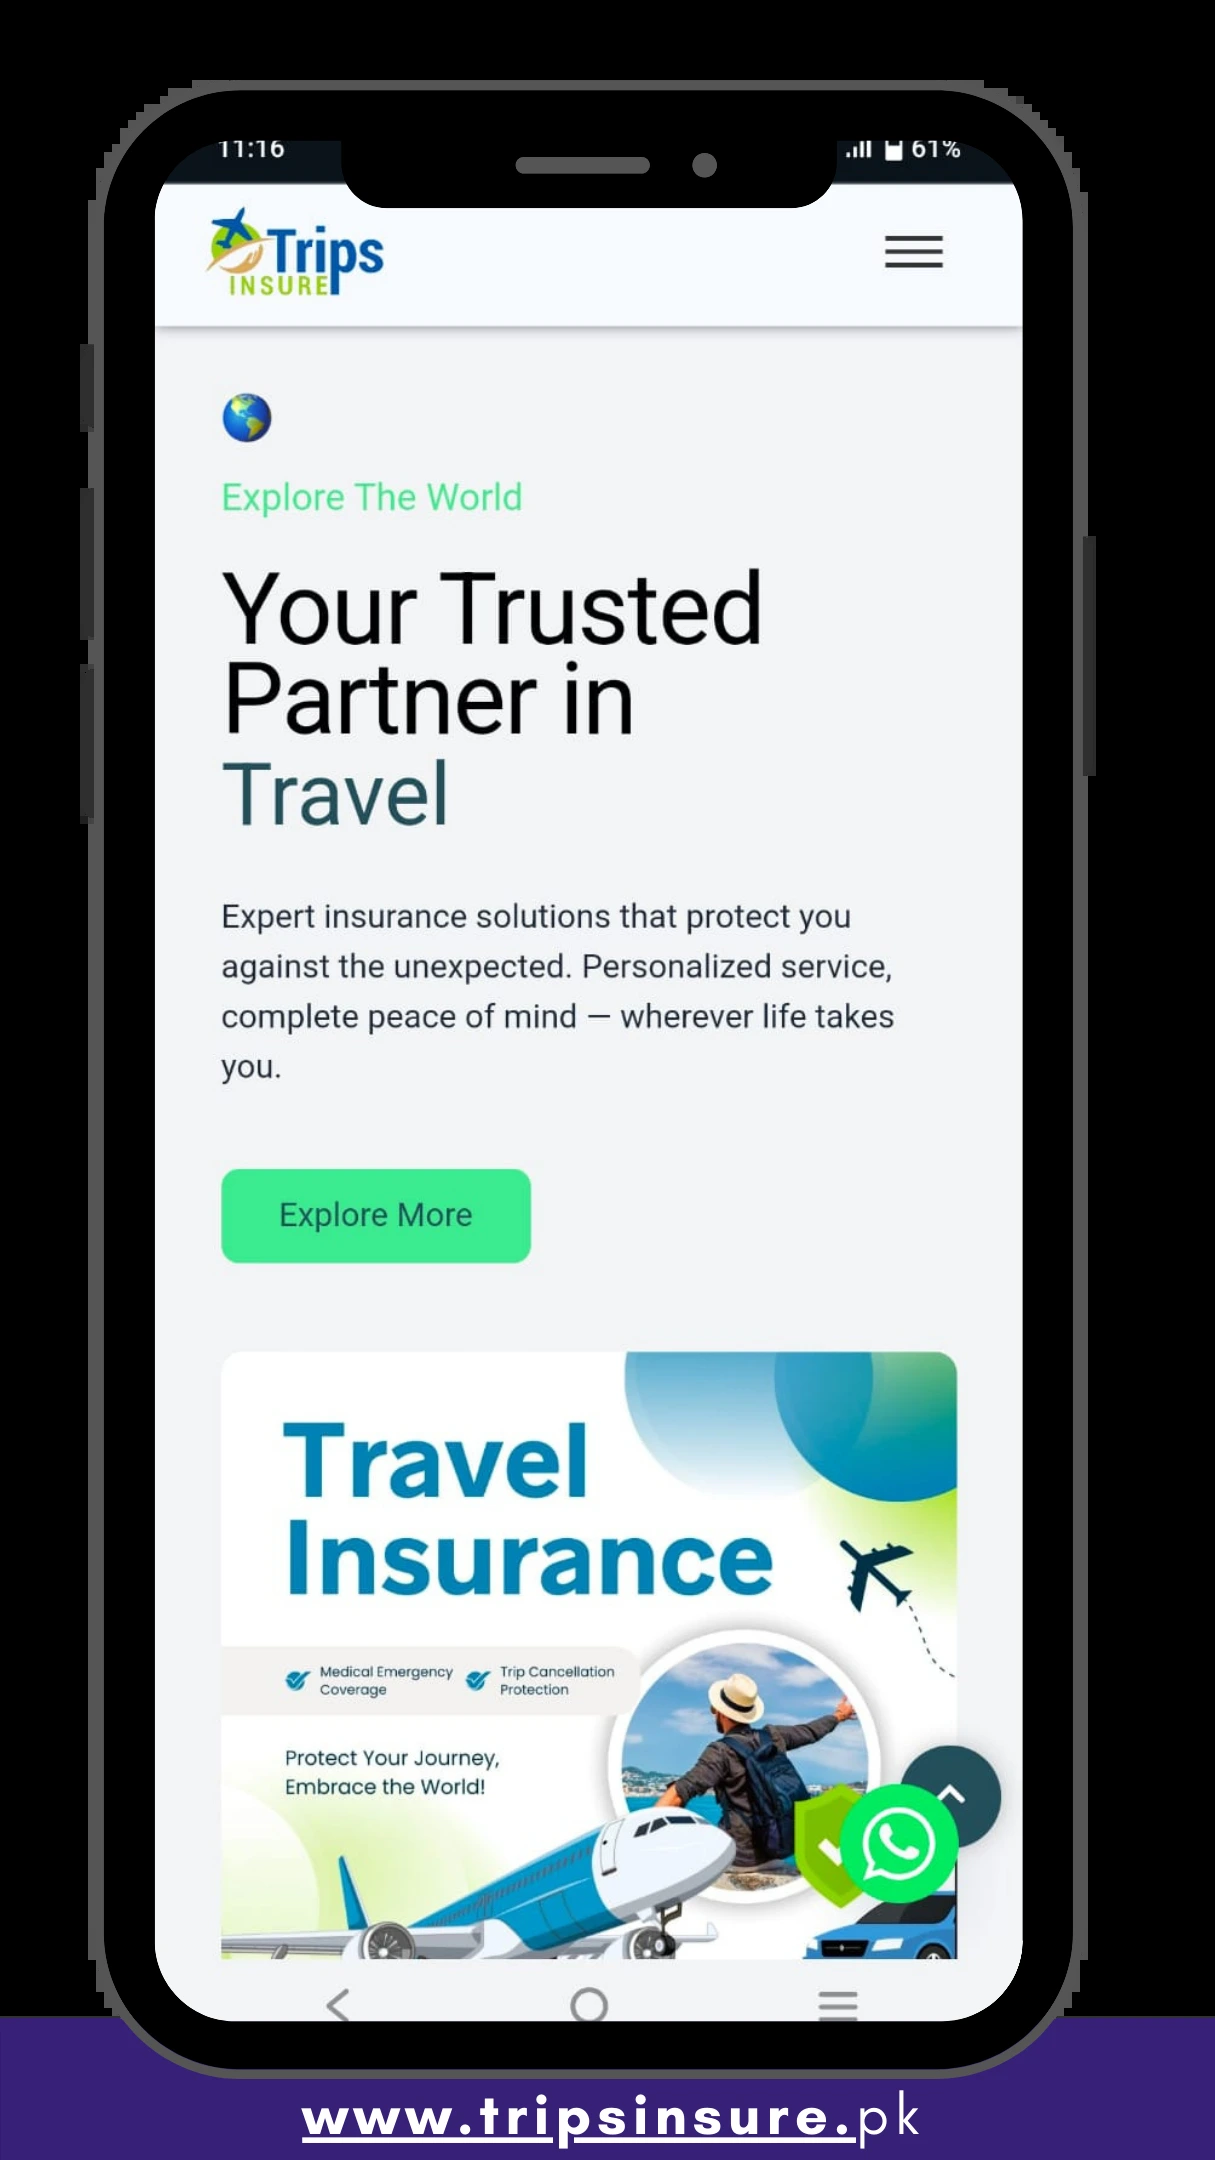 11:16
61%
Trips
INSURE
Explore The World
Your Trusted
Partner in
Travel
Expert insurance solutions that protect you
against the unexpected. Personalized service,
complete peace of mind — wherever life takes
you.
Explore More
Travel
Insurance
Medical Emergency
Coverage
Trip Cancellation
Protection
Protect Your Journey,
Embrace the World!
www.tripsinsure.pk